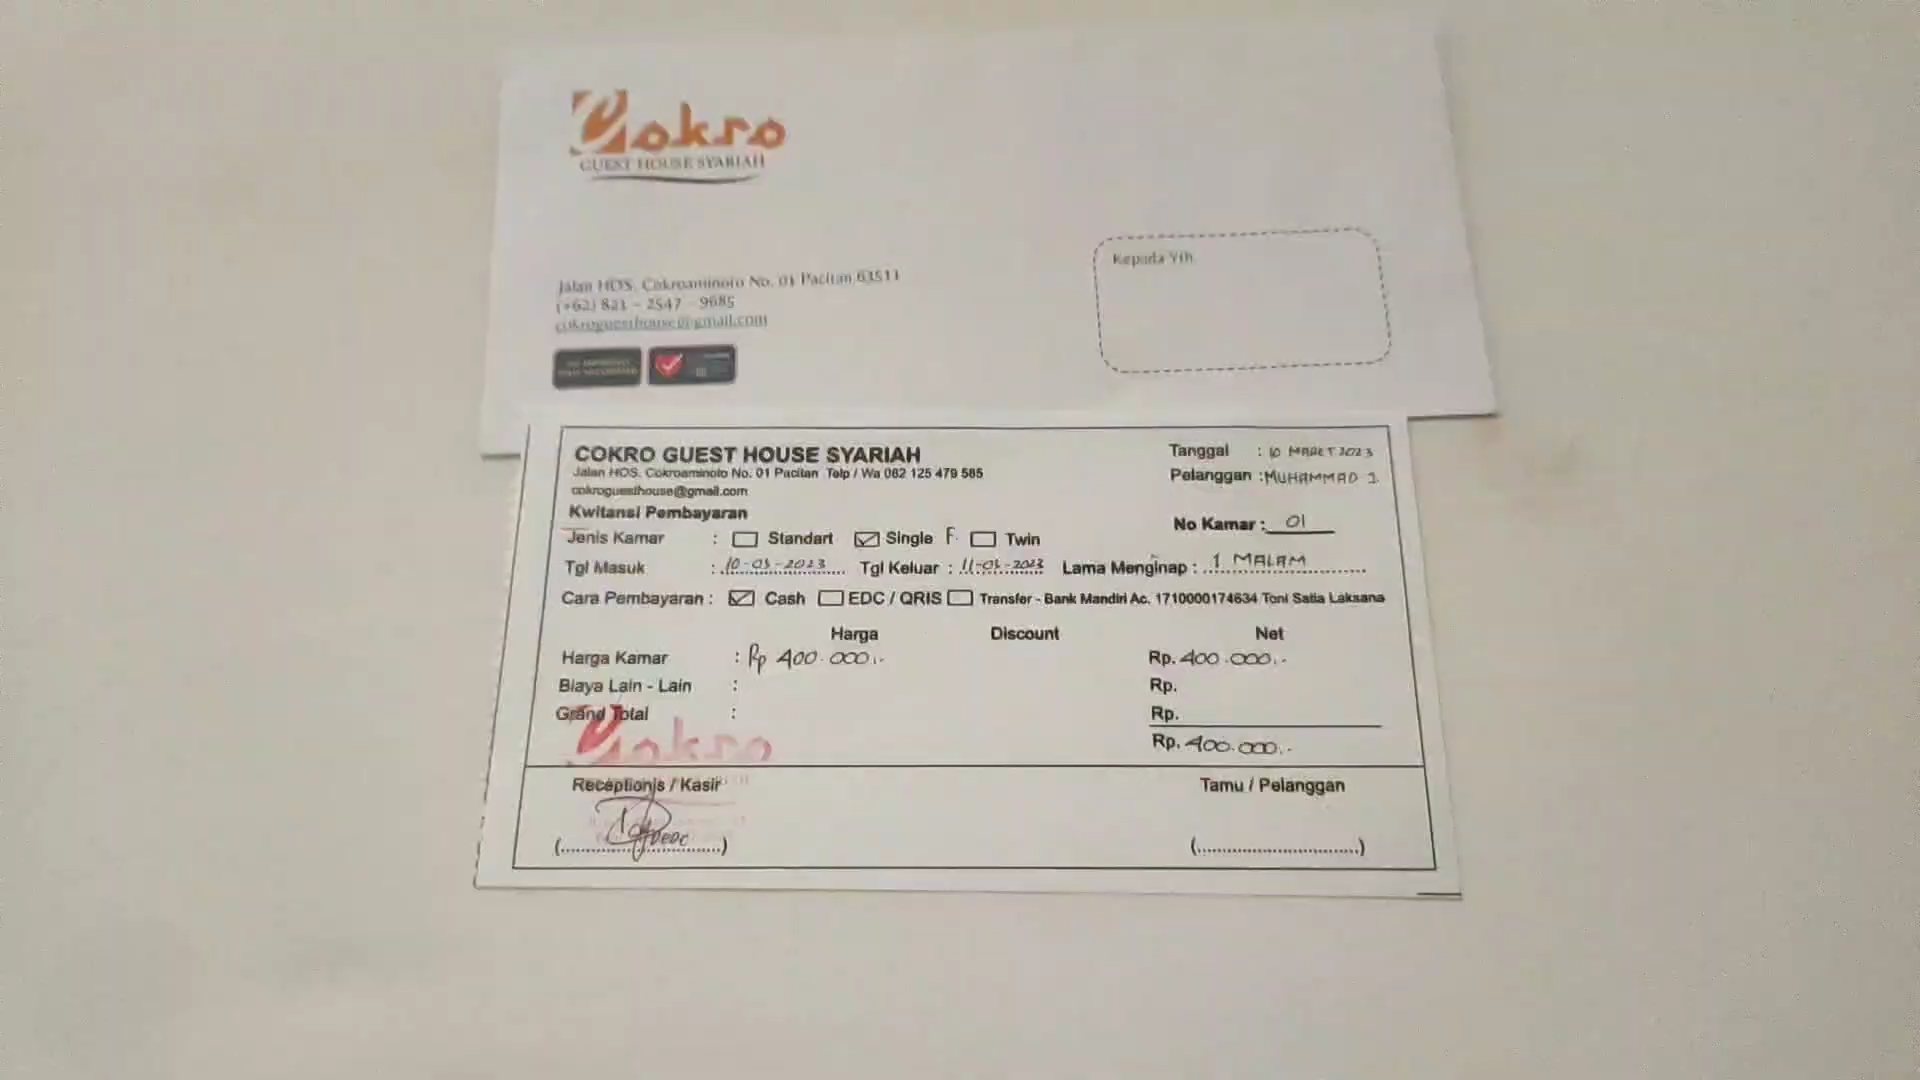 Cokro
GUEST HOUSE SYARIAH
Jalan HOS. Cokroaminoto No. 01 Pacitan 63511
(+62) 821 - 2547 - 9685
cokroguesthouse@gmail.com
Kepada Yth
COKRO GUEST HOUSE SYARIAH
Jalan HOS. Cokroaminoto No. 01 Pacitan Telp / Wa 082 125 479 585
cokroguesthouse@gmail.com
Tanggal : 10 MARET 2023
Pelanggan : MUHAMMAD
Kwitansi Pembayaran
No Kamar : 01
Jenis Kamar : Standart Single F. Twin
Tgl Masuk : 10-03-2023 Tgl Keluar : 11-03-2023 Lama Menginap : 1 MALAM
Cara Pembayaran : Cash EDC / QRIS Transfer - Bank Mandiri Ac. 1710000174634 Toni Satia Laksana
Harga Discount Net
Harga Kamar : Rp 400.000,- Rp. 400.000,-
Biaya Lain - Lain : Rp.
Grand Total : Rp.
Rp. 400.000,-
Cokro
Receptionis / Kasir Tamu / Pelanggan
(....................) (....................)